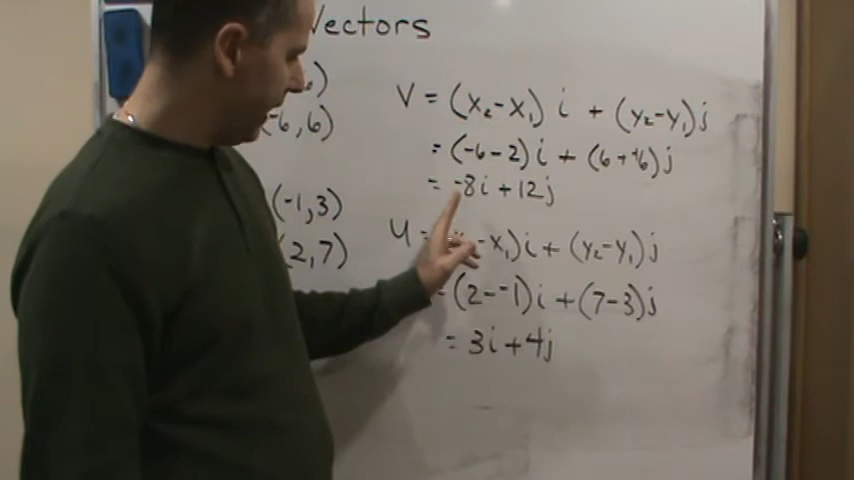 Vectors
6)
(-6, 6)
(-1, 3)
(2, 7)
V = (x₂-x₁) i + (y₂-y₁)j
= (-6-2)i + (6+⁺6)j
= -8i + 12j
u = -x₁)i + (y₂-y₁)j
= (2-⁻1)i + (7-3)j
= 3i + 4j